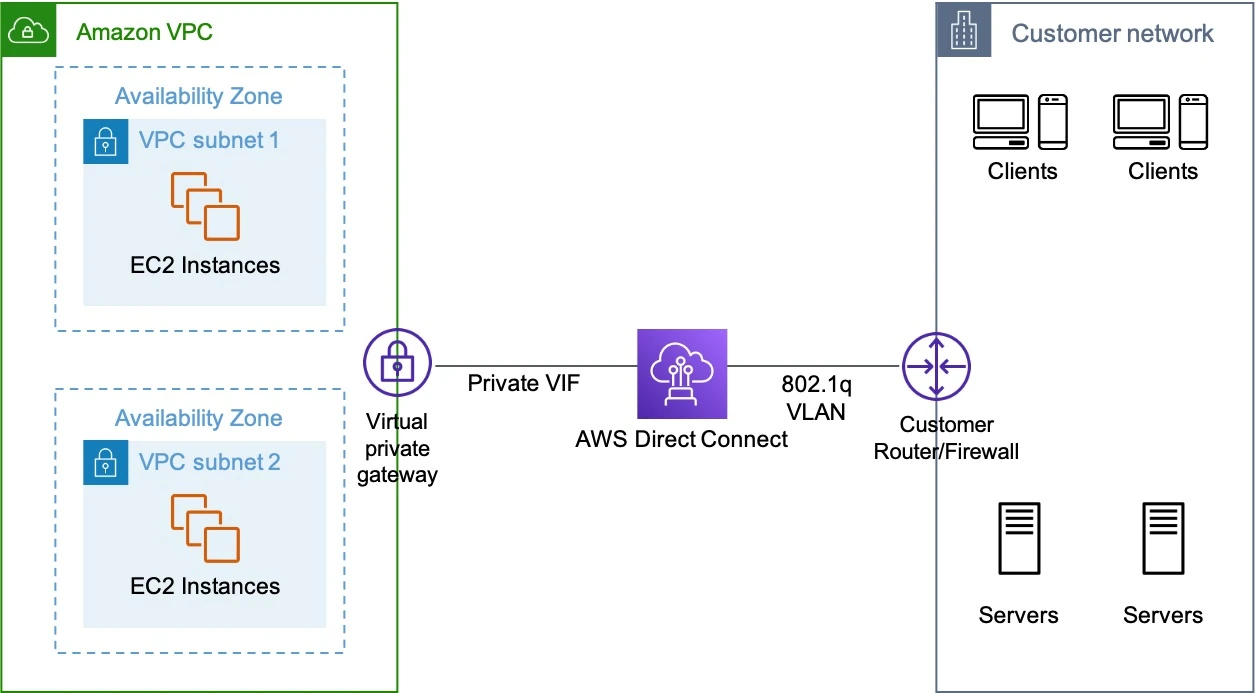 Amazon VPC
Availability Zone
VPC subnet 1
EC2 Instances
Availability Zone
VPC subnet 2
EC2 Instances
Virtual
private
gateway
Private VIF
AWS Direct Connect
802.1q
VLAN
Customer
Router/Firewall
Customer network
Clients
Clients
Servers
Servers